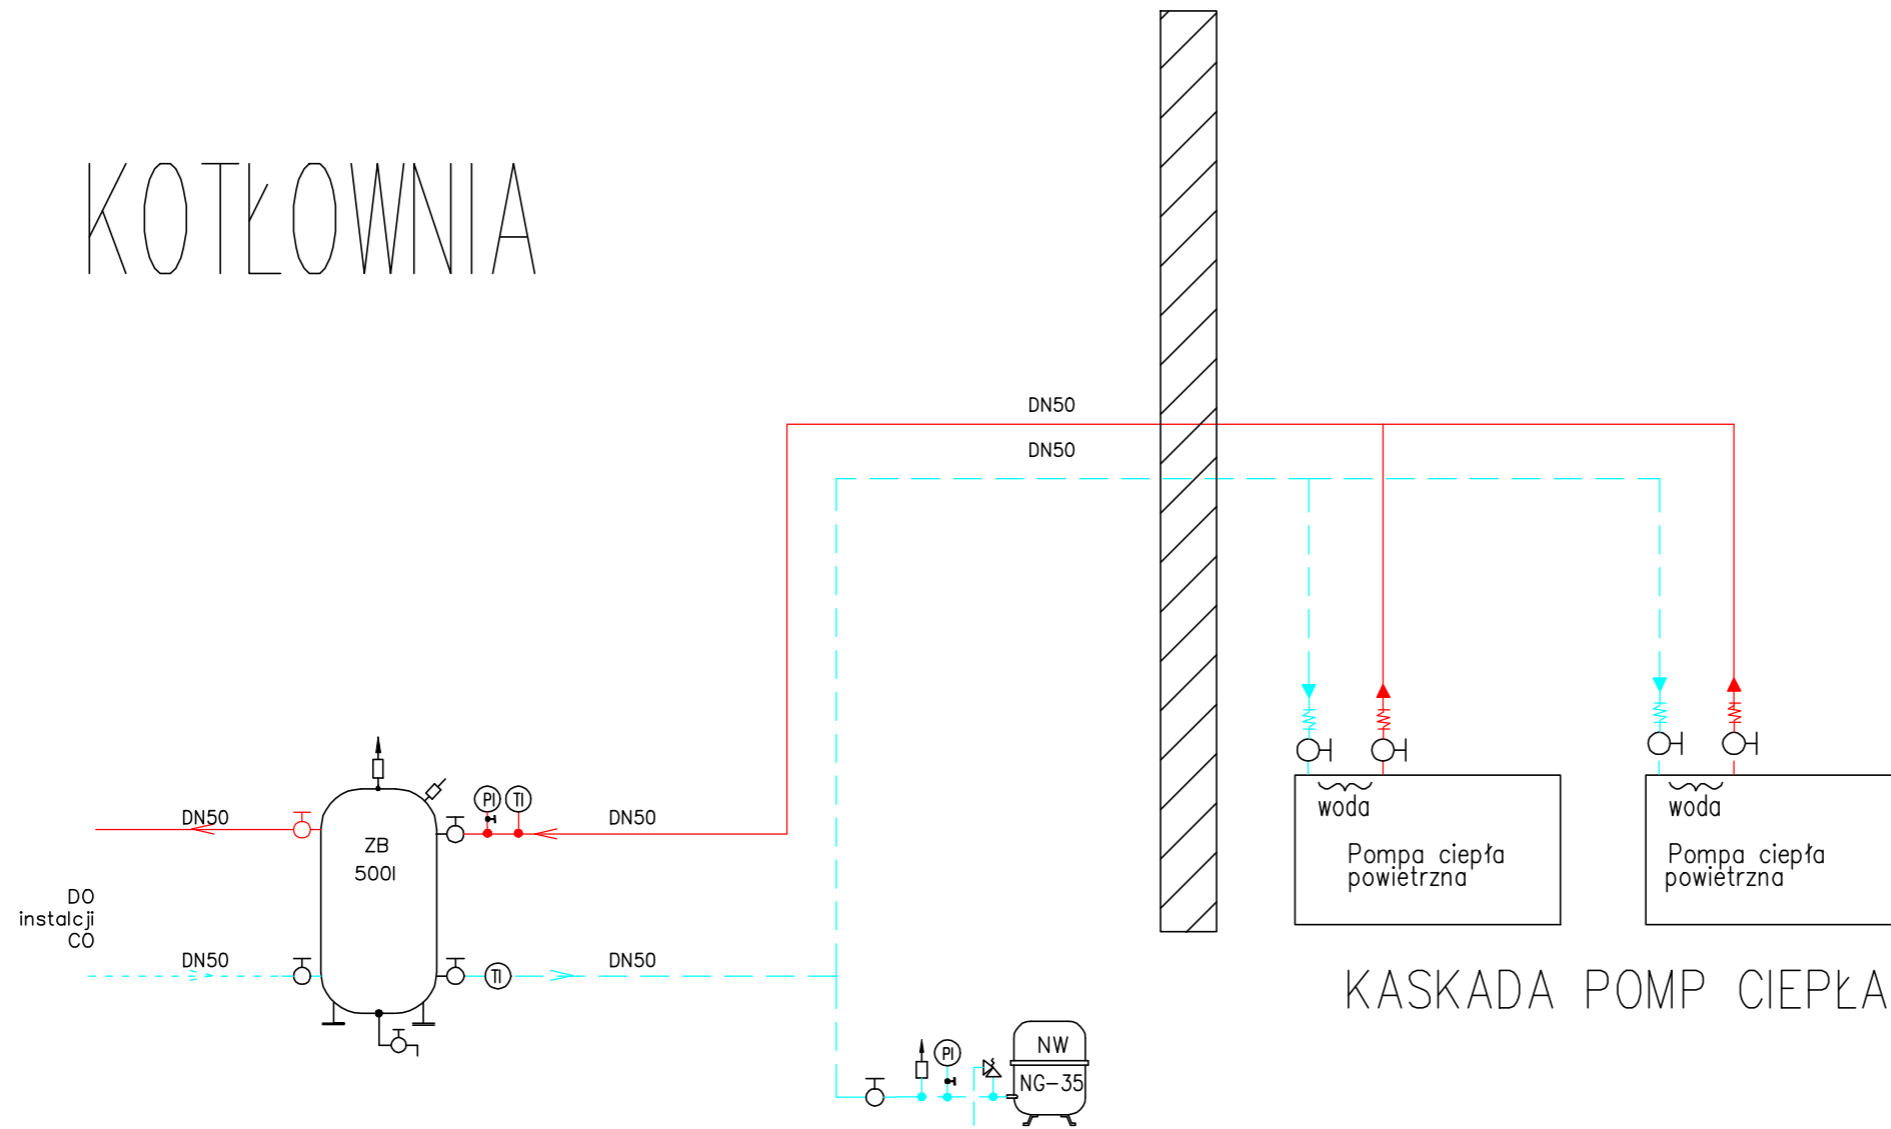 KOTŁOWNIA
DN50
DN50
PI
TI
DN50
DN50
ZB
500l
woda
Pompa ciepła
powietrzna
woda
Pompa ciepła
powietrzna
DO
instalcji
CO
DN50
TI
DN50
KASKADA POMP CIEPŁA
PI
NW
NG-35